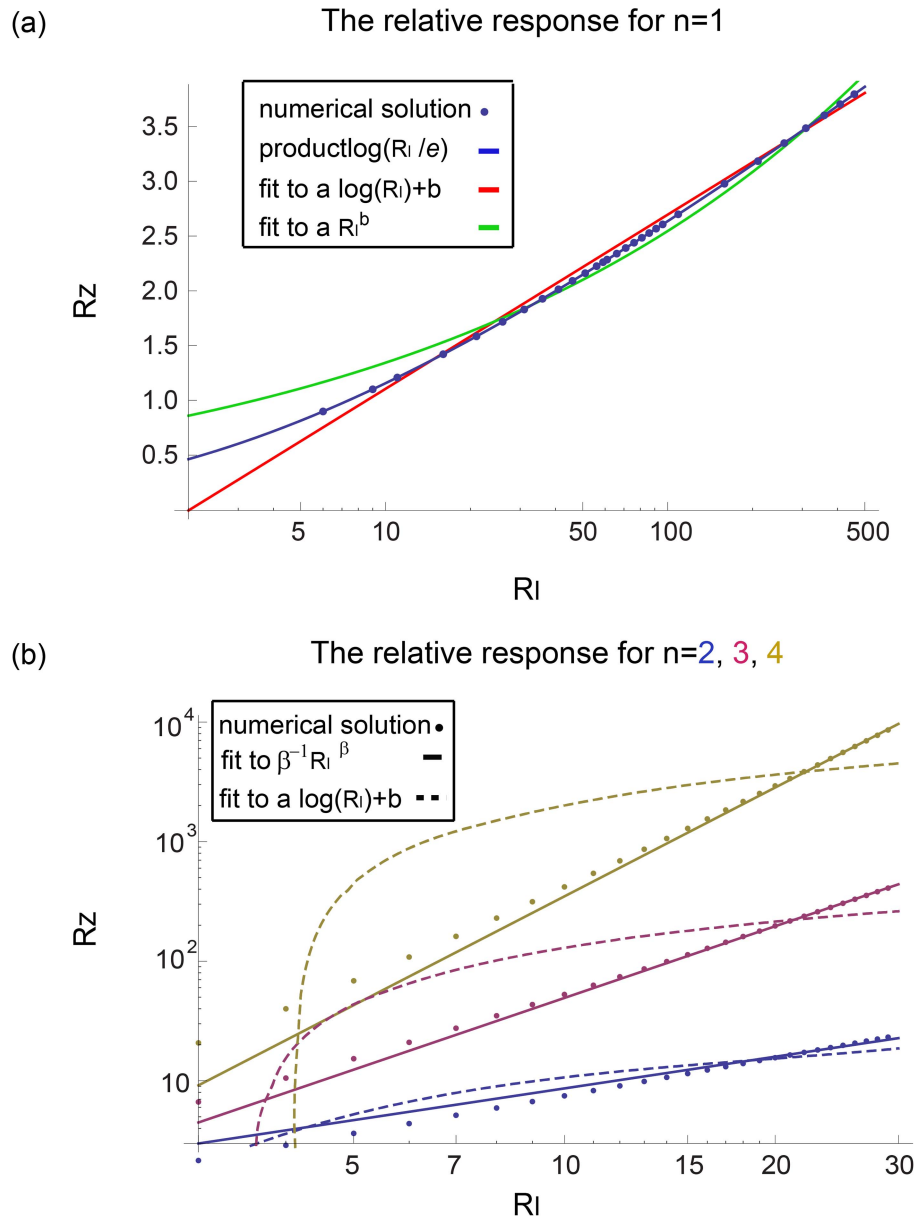 (a)
The relative response for n=1
numerical solution
productlog(Rl /e)
fit to a log(Rl)+b
fit to a Rl^b
3.5
3.0
2.5
2.0
1.5
1.0
0.5
Rz
5
10
50
100
500
Rl
(b)
The relative response for n=2, 3, 4
numerical solution
fit to β^-1 Rl^β
fit to a log(Rl)+b
10^4
10^3
10^2
10
Rz
5
7
10
15
20
30
Rl